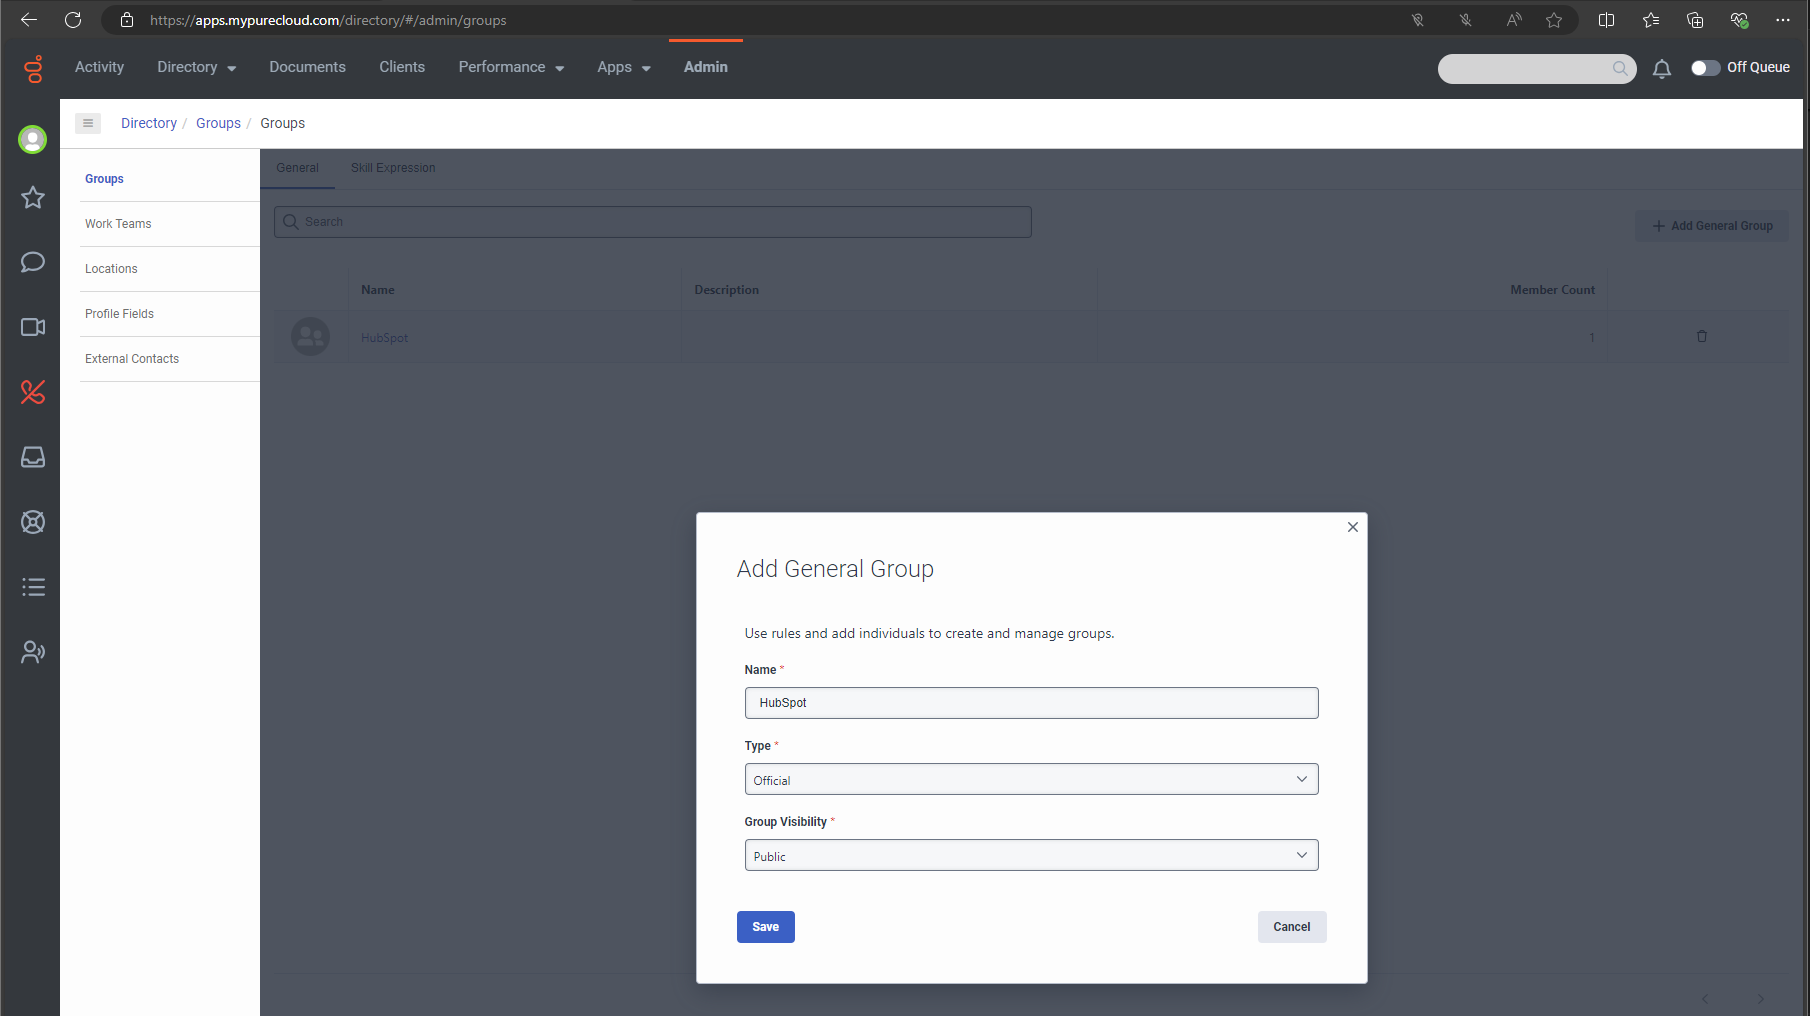 https://apps.mypurecloud.com/directory/#/admin/groups
Activity Directory Documents Clients Performance Apps Admin Off Queue
Directory / Groups / Groups
Groups
Work Teams
Locations
Profile Fields
External Contacts
General Skill Expression
Search
+ Add General Group
Name Description Member Count
HubSpot 1
Add General Group
Use rules and add individuals to create and manage groups.
Name *
HubSpot
Type *
Official
Group Visibility *
Public
Save Cancel